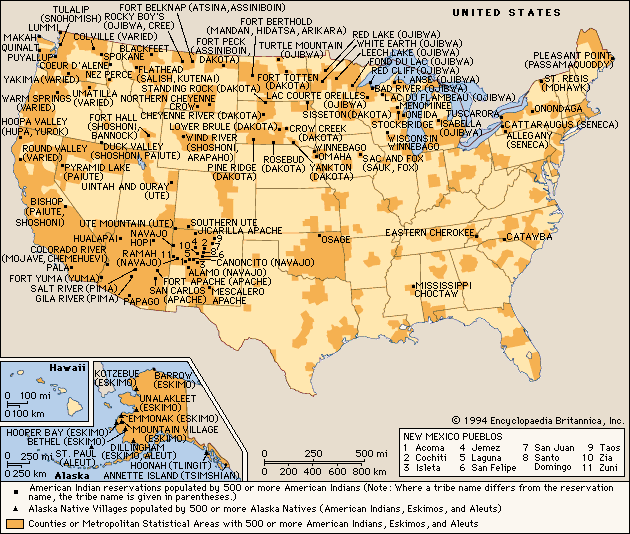 UNITED STATES
TULALIP
(SNOHOMISH)
LUMMI
MAKAH
QUINALT
PUYALLUP
COLVILLE (VARIED)
SPOKANE
COEUR D'ALENE
NEZ PERCE
YAKIMA (VARIED)
UMATILLA
(VARIED)
WARM SPRINGS
(VARIED)
HOOPA VALLEY
(HUPA, YUROK)
ROUND VALLEY
(VARIED)
FORT BELKNAP (ATSINA, ASSINIBOIN)
ROCKY BOY'S
(OJIBWA, CREE)
BLACKFEET
FLATHEAD
(SALISH, KUTENAI)
FORT PECK
(ASSINIBOIN,
DAKOTA)
FORT BERTHOLD
(MANDAN, HIDATSA, ARIKARA)
TURTLE MOUNTAIN
(OJIBWA)
FORT TOTTEN
(DAKOTA)
RED LAKE (OJIBWA)
WHITE EARTH (OJIBWA)
LEECH LAKE (OJIBWA)
FOND DU LAC (OJIBWA)
RED CLIFF (OJIBWA)
L'ANSE (OJIBWA)
BAD RIVER (OJIBWA)
LAC DU FLAMBEAU (OJIBWA)
LAC COURTE OREILLES
(OJIBWA)
MENOMINEE
ONEIDA
STOCKBRIDGE
ISABELLA
(OJIBWA)
WISCONSIN
WINNEBAGO
PLEASANT POINT
(PASSAMAQUODDY)
ST. REGIS
(MOHAWK)
ONONDAGA
TUSCARORA
CATTARAUGUS (SENECA)
ALLEGANY
(SENECA)
STANDING ROCK (DAKOTA)
NORTHERN CHEYENNE
CROW
CHEYENNE RIVER (DAKOTA)
SISSETON (DAKOTA)
LOWER BRULE (DAKOTA)
CROW CREEK
(DAKOTA)
FORT HALL
(SHOSHONI,
BANNOCK)
DUCK VALLEY
(SHOSHONI, PAIUTE)
WIND RIVER
(SHOSHONI,
ARAPAHO)
PINE RIDGE
(DAKOTA)
ROSEBUD
(DAKOTA)
YANKTON
(DAKOTA)
WINNEBAGO
OMAHA
SAC AND FOX
(SAUK, FOX)
PYRAMID LAKE
(PAIUTE)
UINTAH AND OURAY
(UTE)
BISHOP
(PAIUTE,
SHOSHONI)
UTE MOUNTAIN (UTE)
SOUTHERN UTE
JICARILLA APACHE
NAVAJO
HOPI
HUALAPAI
RAMAH
(NAVAJO)
COLORADO RIVER
(MOJAVE, CHEMEHUEVI)
PALA
FORT YUMA (YUMA)
SALT RIVER (PIMA)
GILA RIVER (PIMA)
PAPAGO
CANONCITO (NAVAJO)
ALAMO (NAVAJO)
FORT APACHE (APACHE)
SAN CARLOS
(APACHE)
MESCALERO
APACHE
OSAGE
EASTERN CHEROKEE
CATAWBA
MISSISSIPPI
CHOCTAW
1 2 3 4 5 6 7 8 9 10 11
Hawaii
0 100 mi
0 100 km
KOTZEBUE
(ESKIMO)
BARROW
(ESKIMO)
UNALAKLEET
(ESKIMO)
EMMONAK (ESKIMO)
HOOPER BAY (ESKIMO)
MOUNTAIN VILLAGE
(ESKIMO)
BETHEL (ESKIMO)
DILLINGHAM
(ESKIMO, ALEUT)
ST. PAUL
(ALEUT)
HOONAH (TLINGIT)
ANNETTE ISLAND (TSIMSHIAN)
0 250 mi
0 250 km
Alaska
0 250 500 mi
0 200 400 600 800 km
© 1994 Encyclopaedia Britannica, Inc.
NEW MEXICO PUEBLOS
1 Acoma 4 Jemez 7 San Juan 9 Taos
2 Cochiti 5 Laguna 8 Santo 10 Zia
3 Isleta 6 San Felipe Domingo 11 Zuni
American Indian reservations populated by 500 or more American Indians (Note: Where a tribe name differs from the reservation
name, the tribe name is given in parentheses.)
Alaska Native Villages populated by 500 or more Alaska Natives (American Indians, Eskimos, and Aleuts)
Counties or Metropolitan Statistical Areas with 500 or more American Indians, Eskimos, and Aleuts